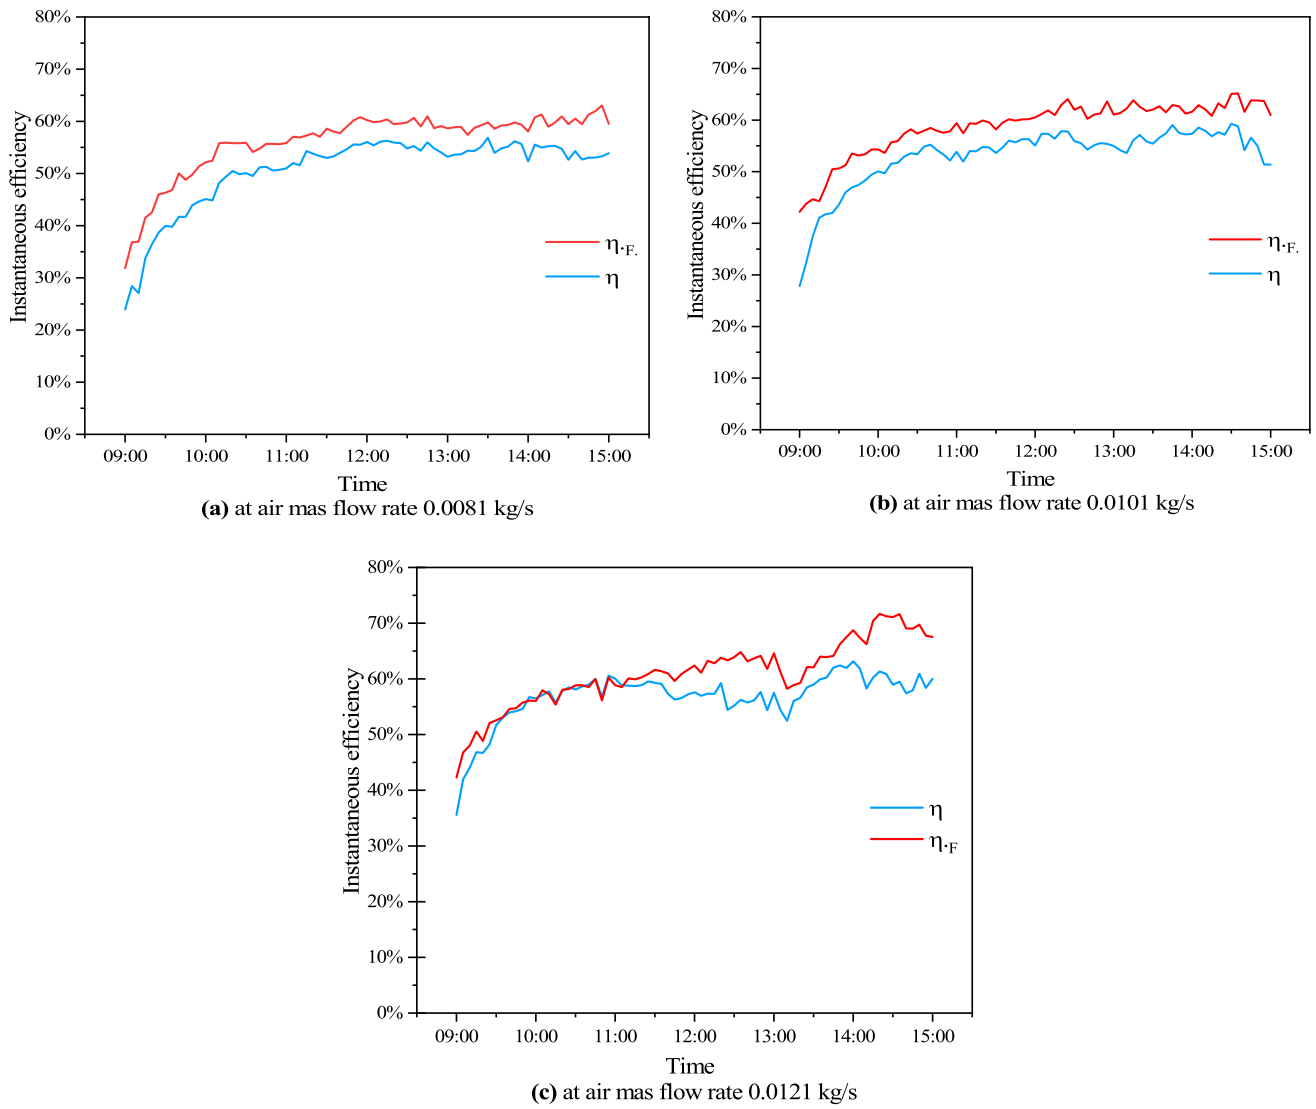 80%
70%
60%
50%
40%
30%
20%
10%
0%
Instantaneous efficiency
η.F.
η
09:00 10:00 11:00 12:00 13:00 14:00 15:00
Time
(a) at air mas flow rate 0.0081 kg/s
80%
70%
60%
50%
40%
30%
20%
10%
0%
Instantaneous efficiency
η.F.
η
09:00 10:00 11:00 12:00 13:00 14:00 15:00
Time
(b) at air mas flow rate 0.0101 kg/s
80%
70%
60%
50%
40%
30%
20%
10%
0%
Instantaneous efficiency
η
η.F
09:00 10:00 11:00 12:00 13:00 14:00 15:00
Time
(c) at air mas flow rate 0.0121 kg/s